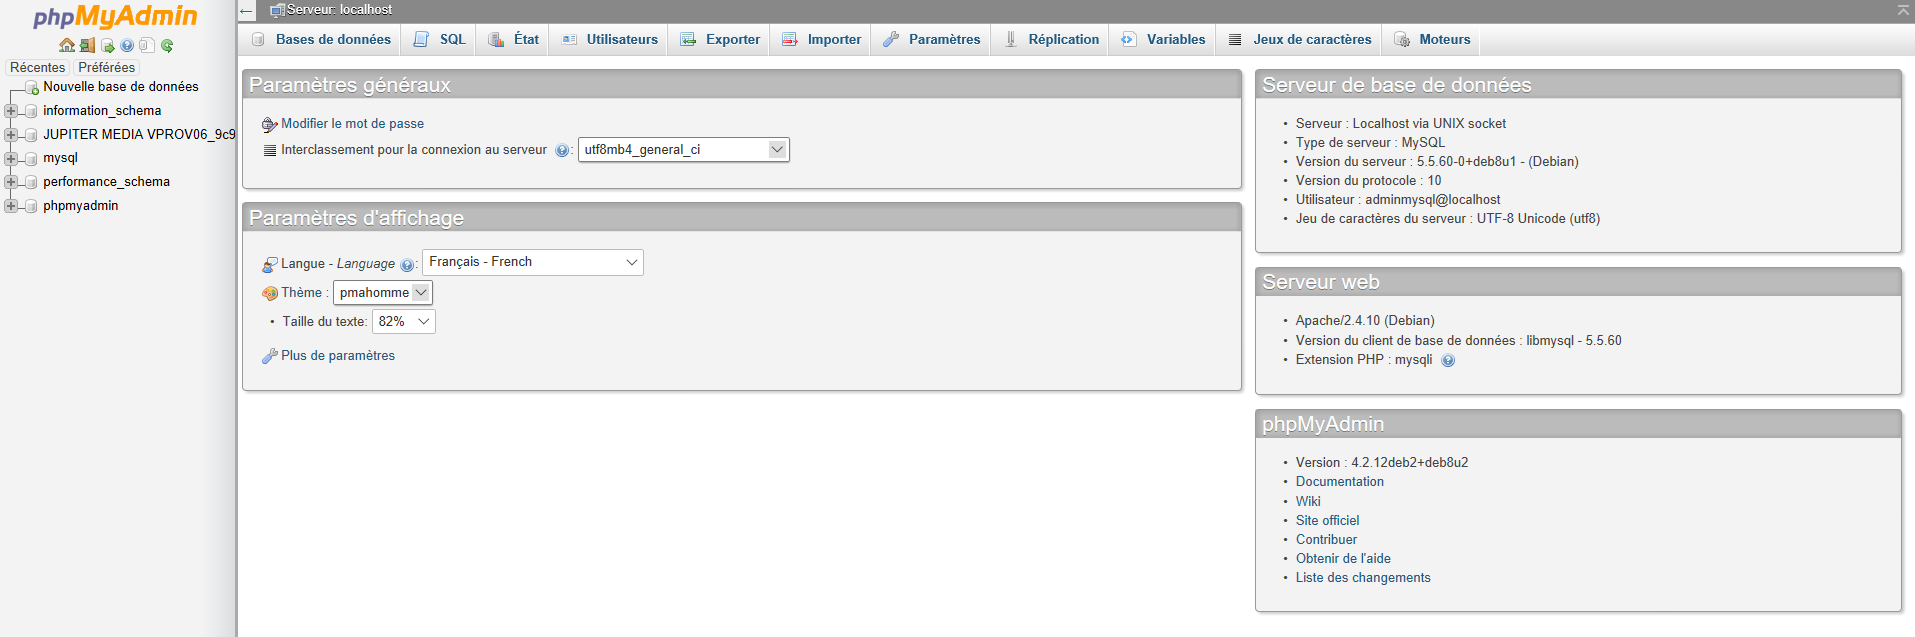 phpMyAdmin
Récentes Préférées
Nouvelle base de données
information_schema
JUPITER MEDIA VPROV06_9c9
mysql
performance_schema
phpmyadmin
Serveur: localhost
Bases de données SQL État Utilisateurs Exporter Importer Paramètres Réplication Variables Jeux de caractères Moteurs
Paramètres généraux
Modifier le mot de passe
Interclassement pour la connexion au serveur : utf8mb4_general_ci
Paramètres d'affichage
Langue - Language : Français - French
Thème : pmahomme
• Taille du texte: 82%
Plus de paramètres
Serveur de base de données
• Serveur : Localhost via UNIX socket
• Type de serveur : MySQL
• Version du serveur : 5.5.60-0+deb8u1 - (Debian)
• Version du protocole : 10
• Utilisateur : adminmysql@localhost
• Jeu de caractères du serveur : UTF-8 Unicode (utf8)
Serveur web
• Apache/2.4.10 (Debian)
• Version du client de base de données : libmysql - 5.5.60
• Extension PHP : mysqli
phpMyAdmin
• Version : 4.2.12deb2+deb8u2
• Documentation
• Wiki
• Site officiel
• Contribuer
• Obtenir de l'aide
• Liste des changements